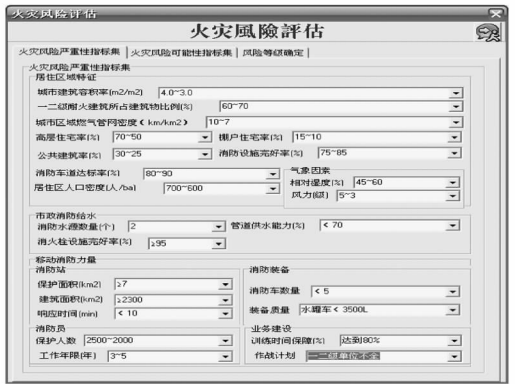 火灾风险评估
火灾風險評估
火灾风险严重性指标集 火灾风险可能性指标集 风险等级确定
火灾风险严重性指标集
居住区域特征
城市建筑容积率(m2/m2) 4.0~3.0
一二级耐火建筑所占建筑物比例(%) 60~70
城市区域燃气管网密度( km/km2) 10~7
高层住宅率(%) 70~50 棚户住宅率(%) 15~10
公共建筑率(%) 30~25 消防设施完好率(%) 75~85
消防车道达标率(%) 80~90 气象因素
相对湿度(%) 45~60
居住区人口密度(人/ba) 700~600 风力(级) 5~3
市政消防给水
消防水源数量(个) 2 管道供水能力(%) < 70
消火栓设施完好率(%) ≥95
移动消防力量
消防站 消防装备
保护面积(km2) ≥7
消防车数量 < 5
建筑面积(km2) ≥2300
响应时间(min) < 10 装备质量 水罐车< 3500L
消防员 业务建设
保护人数 2500~2000 训练时间保障(%) 达到80%
工作年限(年) 3~5 作战计划 一二级单位不全